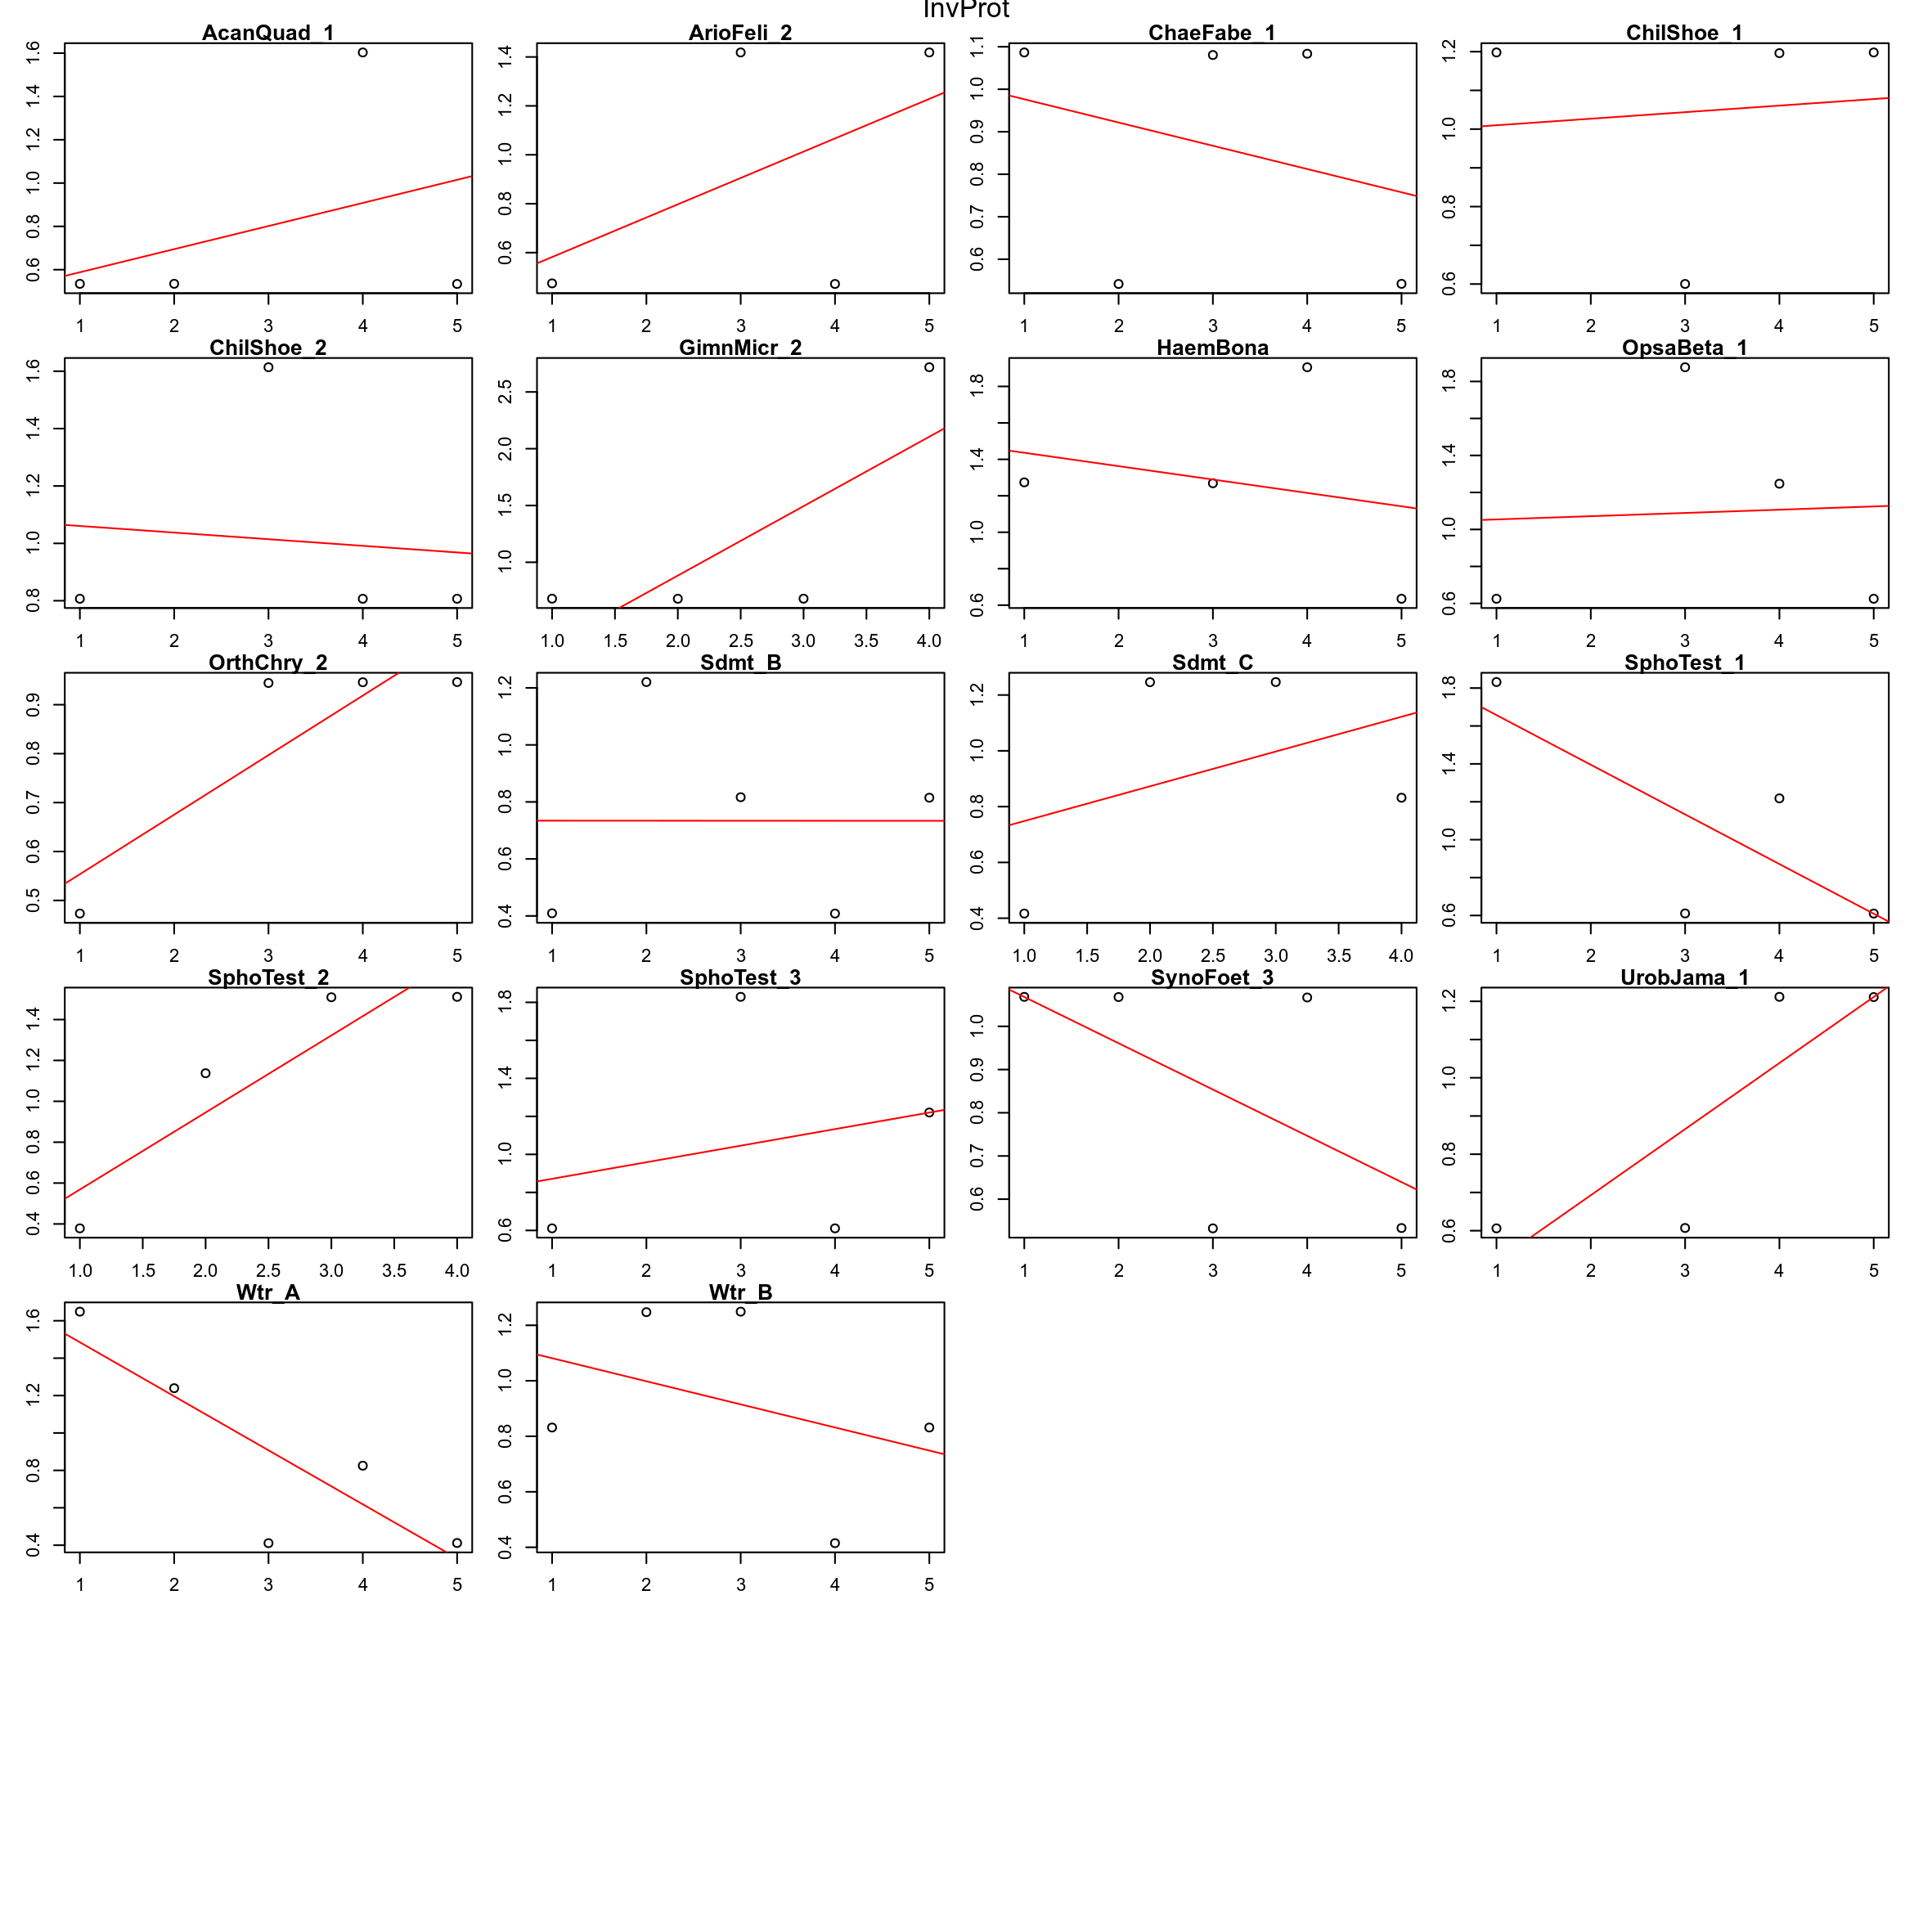 InvProt
AcanQuad_1 ArioFeli_2 ChaeFabe_1 ChilShoe_1
0.6 0.8 1.0 1.2 1.4 1.6
1 2 3 4 5
0.6 0.8 1.0 1.2 1.4
1 2 3 4 5
0.6 0.7 0.8 0.9 1.0 1.1
1 2 3 4 5
0.6 0.8 1.0 1.2
1 2 3 4 5
ChilShoe_2 GimnMicr_2 HaemBona OpsaBeta_1
0.8 1.0 1.2 1.4 1.6
1 2 3 4 5
1.0 1.5 2.0 2.5
1.0 1.5 2.0 2.5 3.0 3.5 4.0
0.6 1.0 1.4 1.8
1 2 3 4 5
0.6 1.0 1.4 1.8
1 2 3 4 5
OrthChry_2 Sdmt_B Sdmt_C SphoTest_1
0.5 0.6 0.7 0.8 0.9
1 2 3 4 5
0.4 0.6 0.8 1.0 1.2
1 2 3 4 5
0.4 0.6 0.8 1.0 1.2
1.0 1.5 2.0 2.5 3.0 3.5 4.0
0.6 1.0 1.4 1.8
1 2 3 4 5
SphoTest_2 SphoTest_3 SynoFoet_3 UrobJama_1
0.4 0.6 0.8 1.0 1.2 1.4
1.0 1.5 2.0 2.5 3.0 3.5 4.0
0.6 1.0 1.4 1.8
1 2 3 4 5
0.6 0.7 0.8 0.9 1.0
1 2 3 4 5
0.6 0.8 1.0 1.2
1 2 3 4 5
Wtr_A Wtr_B
0.4 0.8 1.2 1.6
1 2 3 4 5
0.4 0.6 0.8 1.0 1.2
1 2 3 4 5